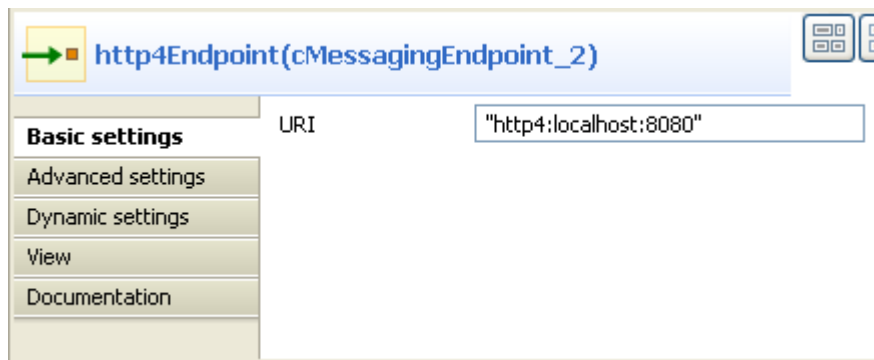 http4Endpoint(cMessagingEndpoint_2)
Basic settings
URI "http4:localhost:8080"
Advanced settings
Dynamic settings
View
Documentation